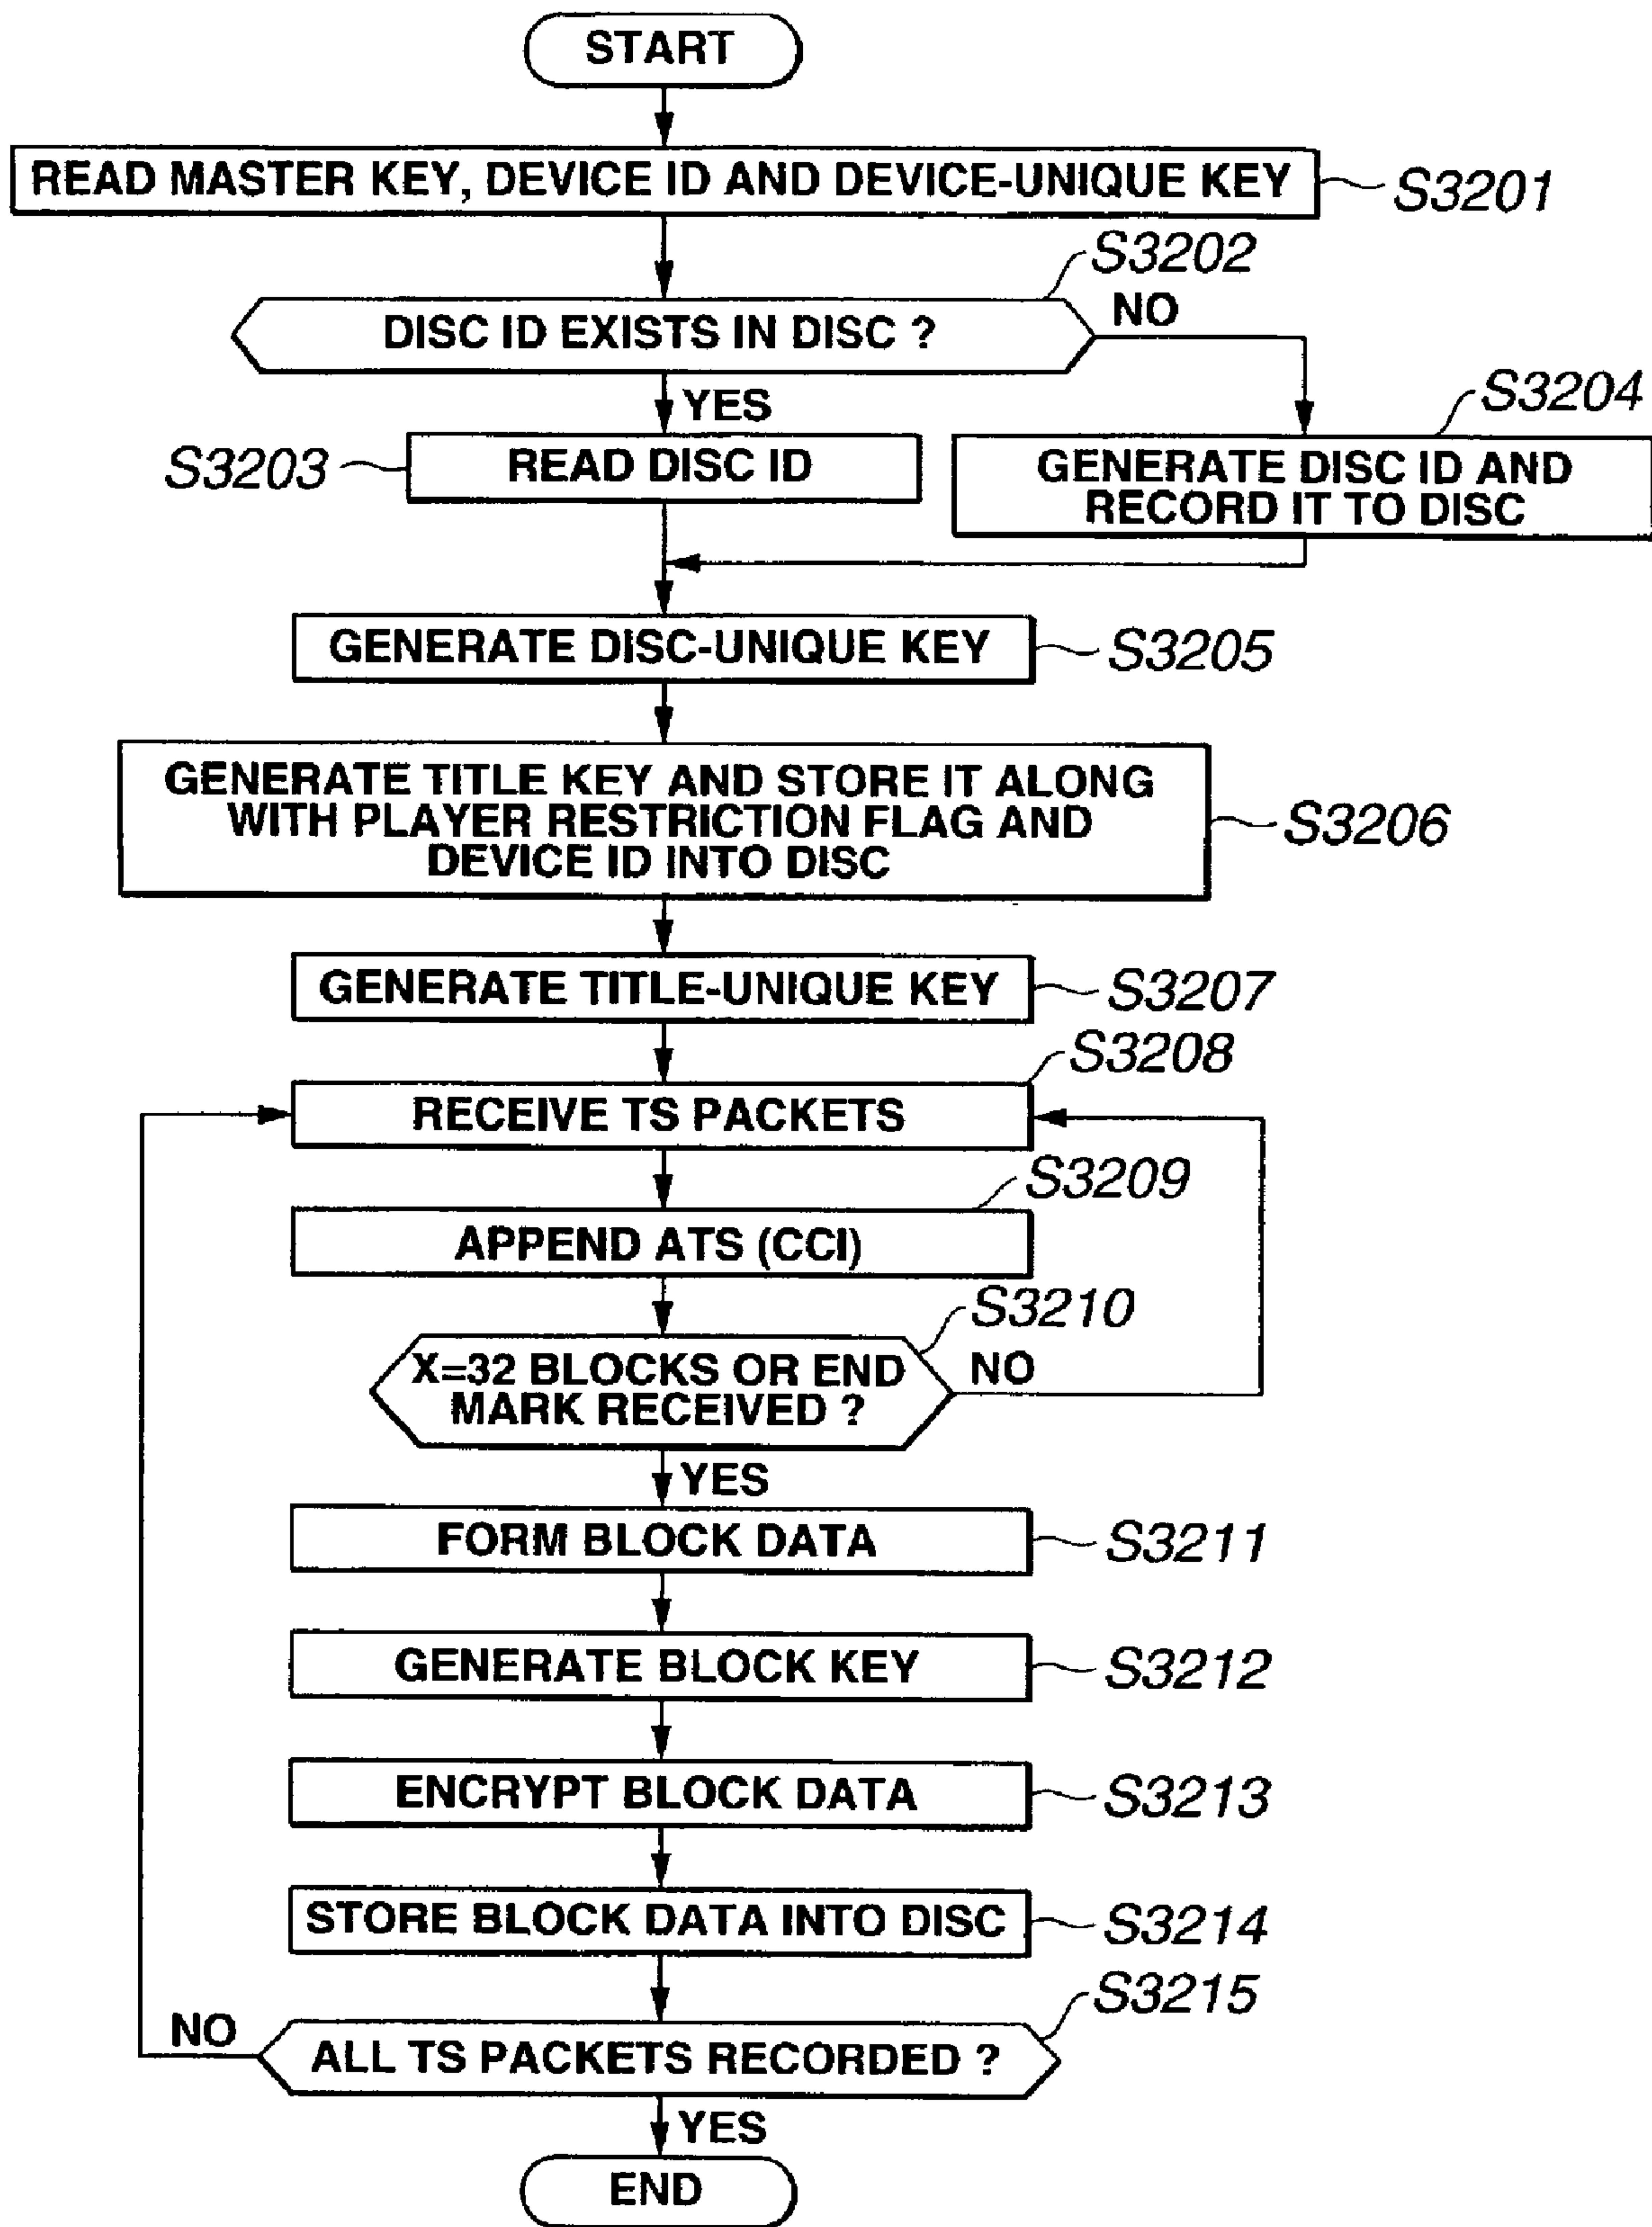 START
READ MASTER KEY, DEVICE ID AND DEVICE-UNIQUE KEY
S3201
S3202
DISC ID EXISTS IN DISC ?
NO
YES
S3204
S3203
READ DISC ID
GENERATE DISC ID AND
RECORD IT TO DISC
GENERATE DISC-UNIQUE KEY
S3205
GENERATE TITLE KEY AND STORE IT ALONG
WITH PLAYER RESTRICTION FLAG AND
DEVICE ID INTO DISC
S3206
GENERATE TITLE-UNIQUE KEY
S3207
S3208
RECEIVE TS PACKETS
S3209
APPEND ATS (CCI)
S3210
X=32 BLOCKS OR END
MARK RECEIVED ?
NO
YES
FORM BLOCK DATA
S3211
GENERATE BLOCK KEY
S3212
ENCRYPT BLOCK DATA
S3213
STORE BLOCK DATA INTO DISC
S3214
S3215
NO
ALL TS PACKETS RECORDED ?
YES
END